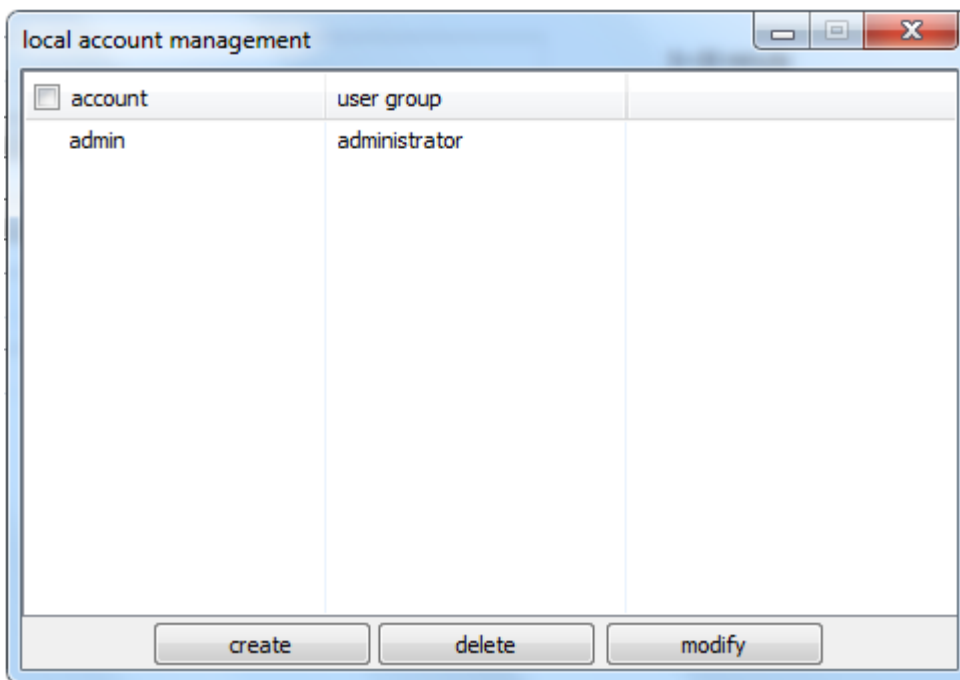 local account management
account user group
admin administrator
create delete modify